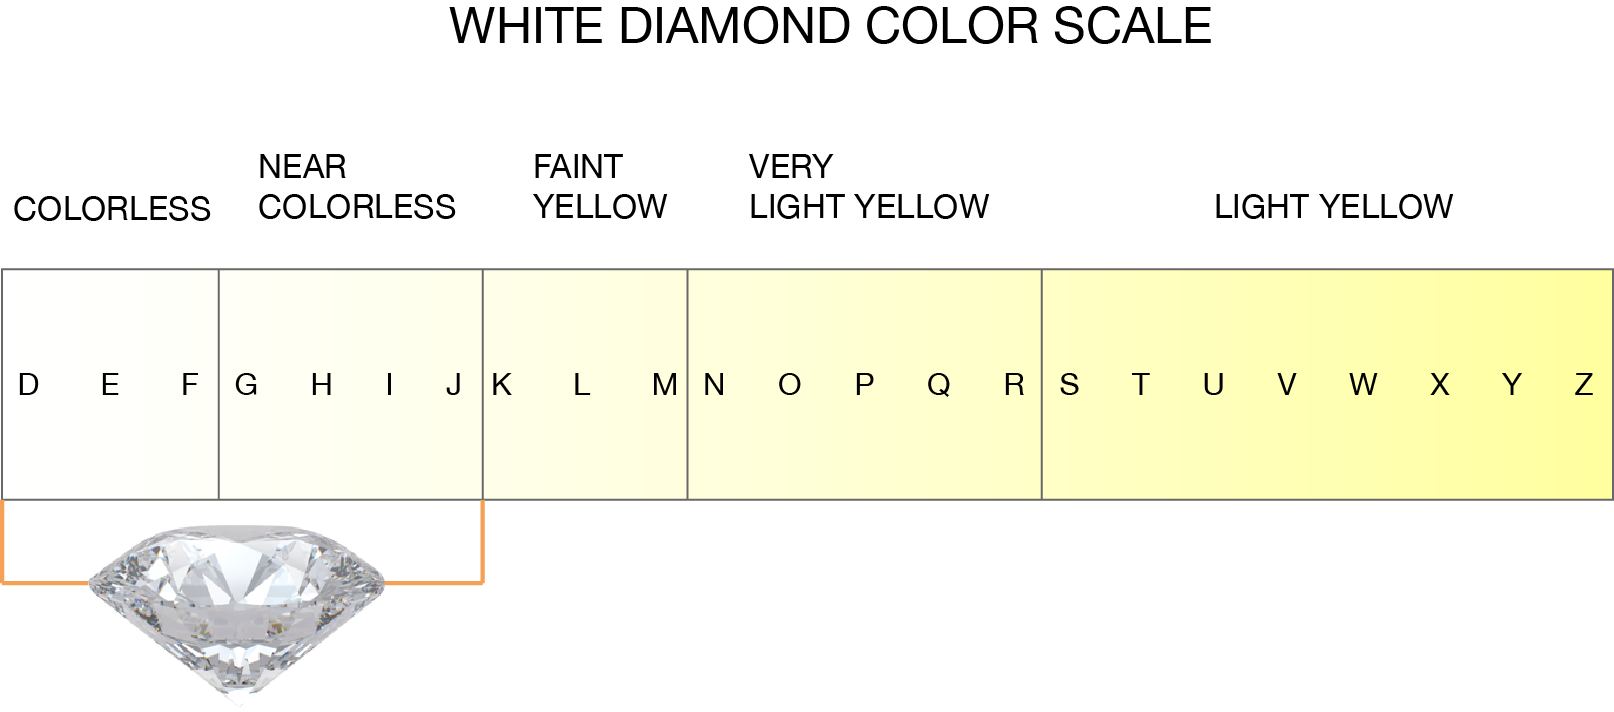 WHITE DIAMOND COLOR SCALE
COLORLESS
NEAR
COLORLESS
FAINT
YELLOW
VERY
LIGHT YELLOW
LIGHT YELLOW
D E F G H I J K L M N O P Q R S T U V W X Y Z